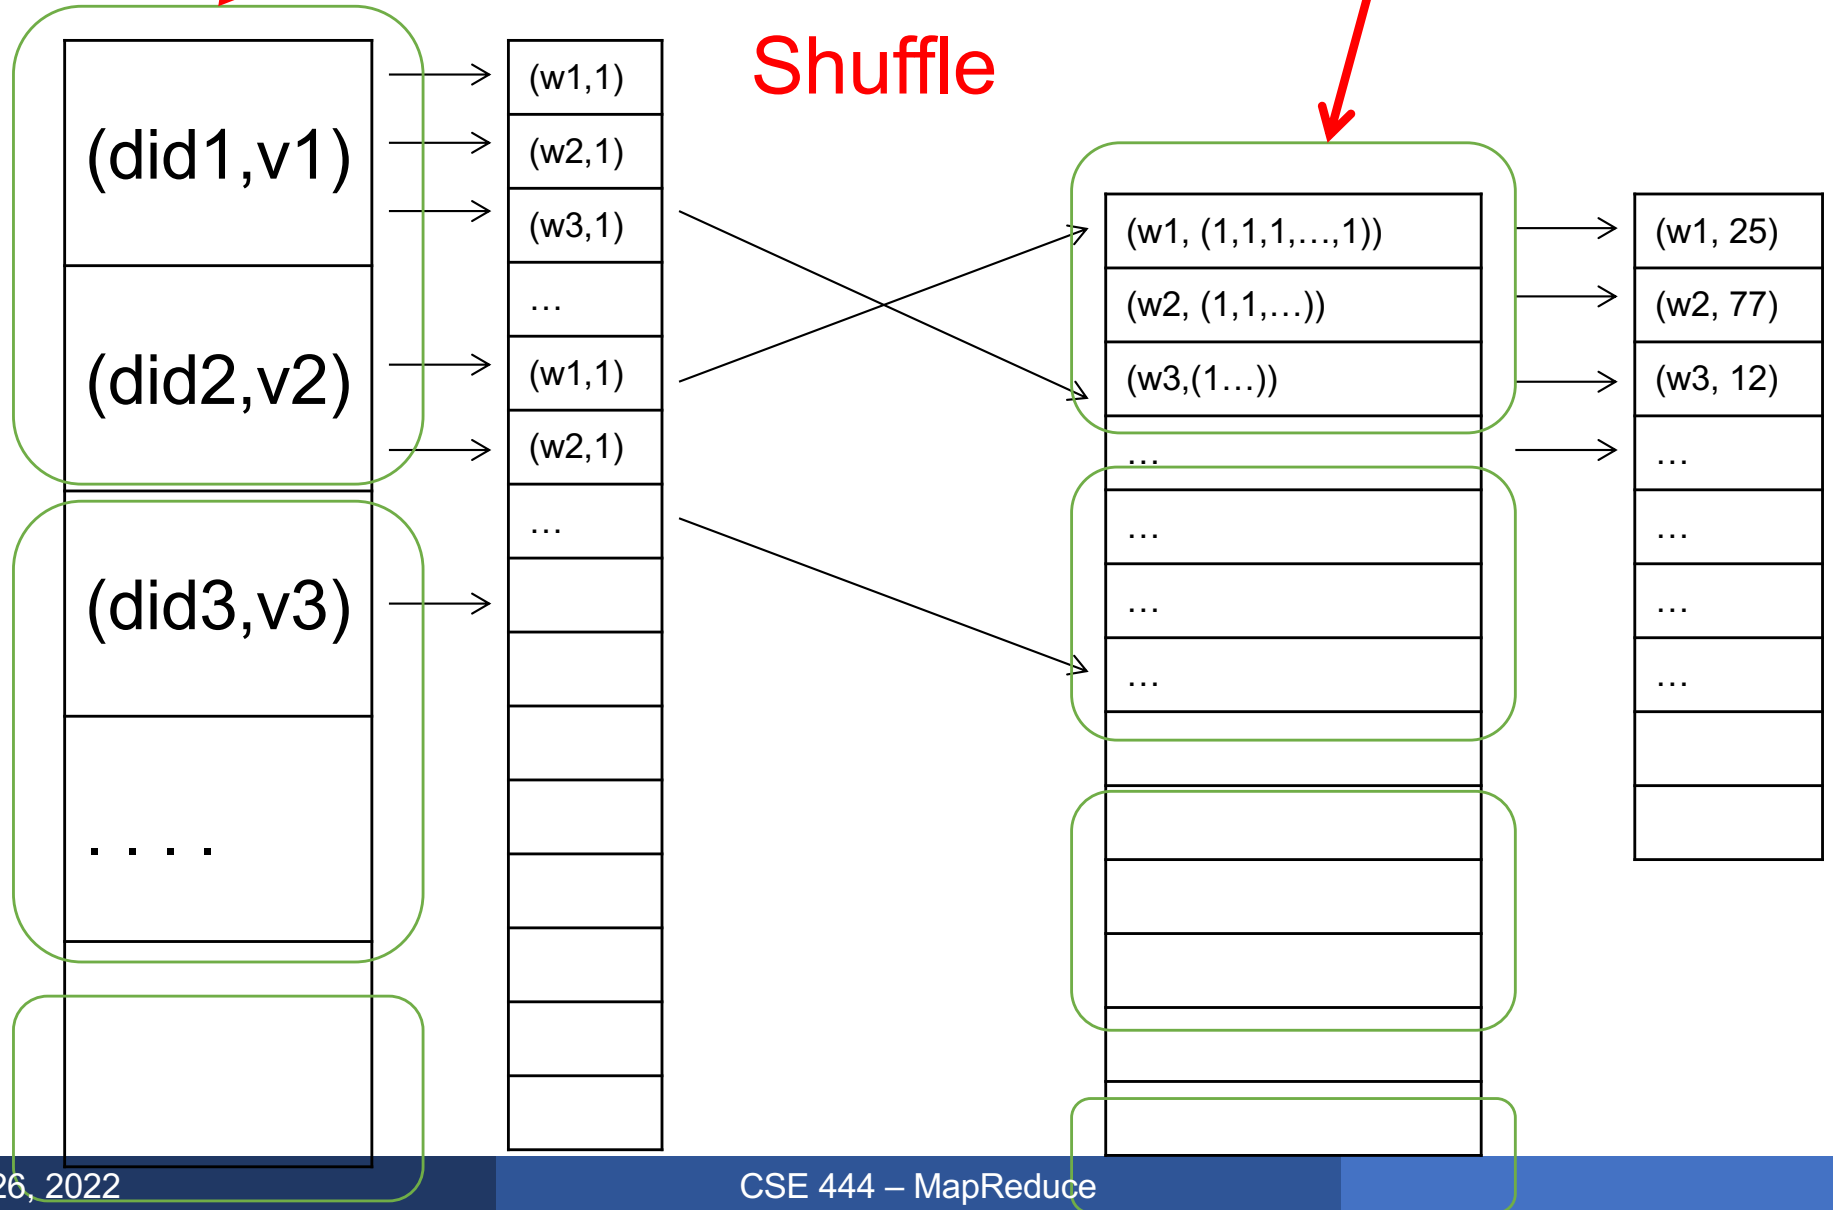 Shuffle
(did1,v1)
(did2,v2)
(did3,v3)
. . . .
(w1,1)
(w2,1)
(w3,1)
…
(w1,1)
(w2,1)
…
(w1, (1,1,1,…,1))
(w2, (1,1,…))
(w3,(1…))
…
…
…
…
(w1, 25)
(w2, 77)
(w3, 12)
…
…
…
…
26, 2022
CSE 444 – MapReduce